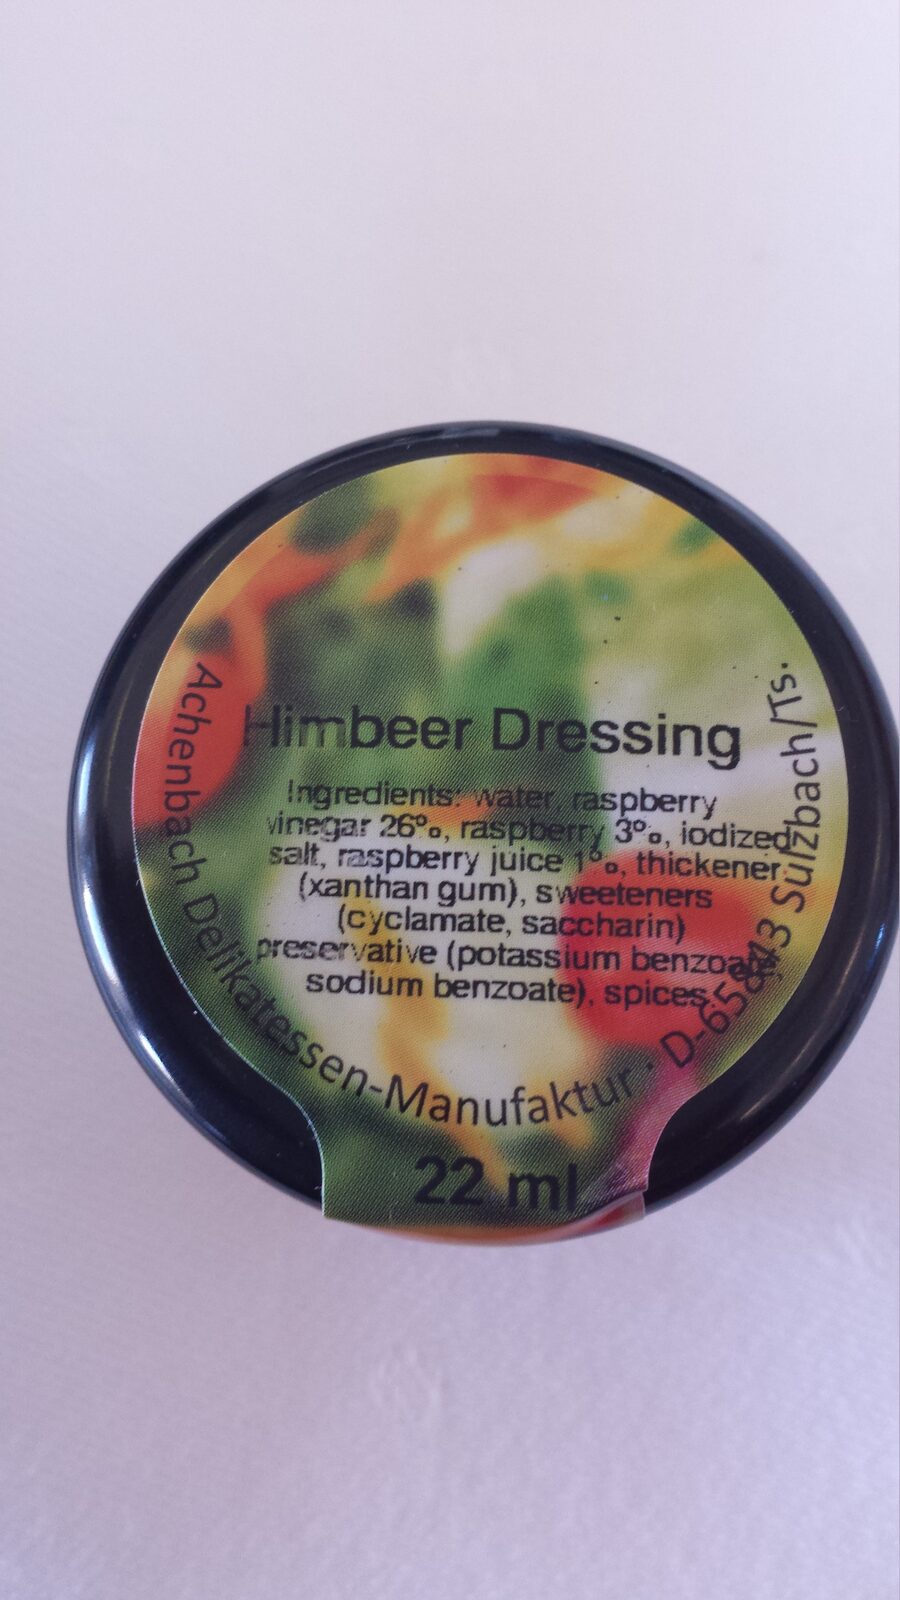 Himbeer Dressing
Ingredients: water, raspberry
vinegar 26%, raspberry 3%, iodized
salt, raspberry juice 1%, thickener
(xanthan gum), sweeteners
(cyclamate, saccharin)
preservative (potassium benzoat,
sodium benzoate), spices.
Achenbach Delikatessen-Manufaktur · D-65843 Sulzbach/Ts.
22 ml